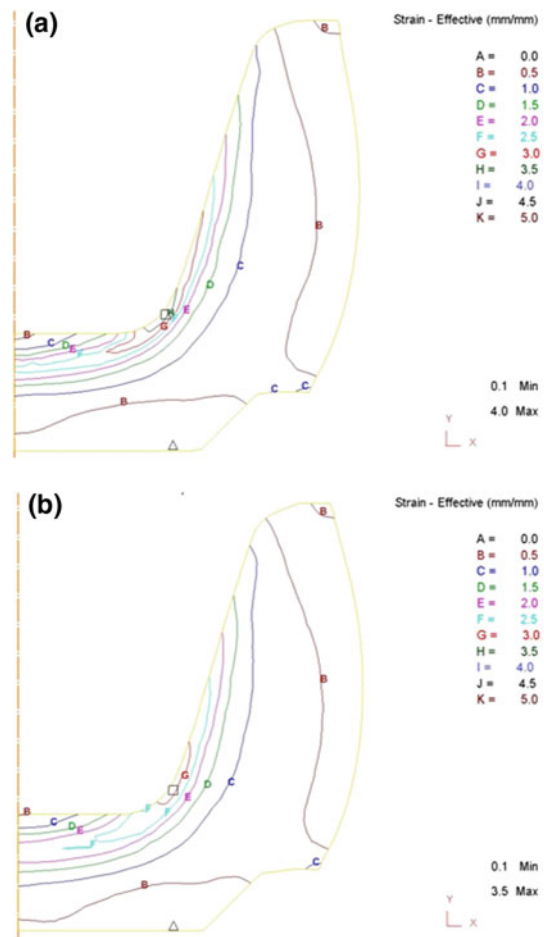 (a)
Strain - Effective (mm/mm)
A = 0.0
B = 0.5
C = 1.0
D = 1.5
E = 2.0
F = 2.5
G = 3.0
H = 3.5
I = 4.0
J = 4.5
K = 5.0
B
B
C
H
F
G
E
D
B
C
D
E
F
B
C
C
0.1 Min
4.0 Max
Y
X
(b)
Strain - Effective (mm/mm)
A = 0.0
B = 0.5
C = 1.0
D = 1.5
E = 2.0
F = 2.5
G = 3.0
H = 3.5
I = 4.0
J = 4.5
K = 5.0
B
B
G
D
C
E
F
F
B
C
D
E
F
C
B
0.1 Min
3.5 Max
Y
X